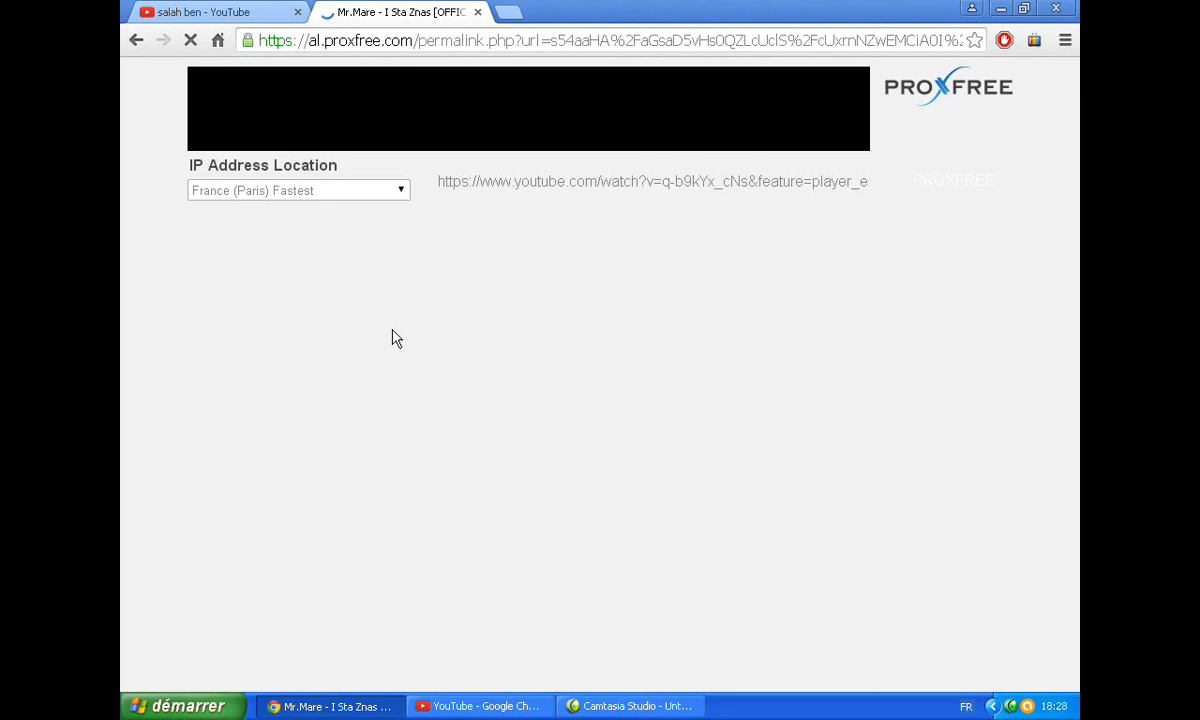 salah ben - YouTube
Mr.Mare - I Sta Znas [OFFIC
https://al.proxfree.com/permalink.php?url=s54aaHA%2FaGsaD5vHs0QZLcUclS%2FcUxrnNZwEMCiA0I%2
PROXFREE
IP Address Location
France (Paris) Fastest
https://www.youtube.com/watch?v=q-b9kYx_cNs&feature=player_e
PROXFREE
démarrer
Mr.Mare - I Sta Znas ...
YouTube - Google Ch...
Camtasia Studio - Unt...
FR
18:28